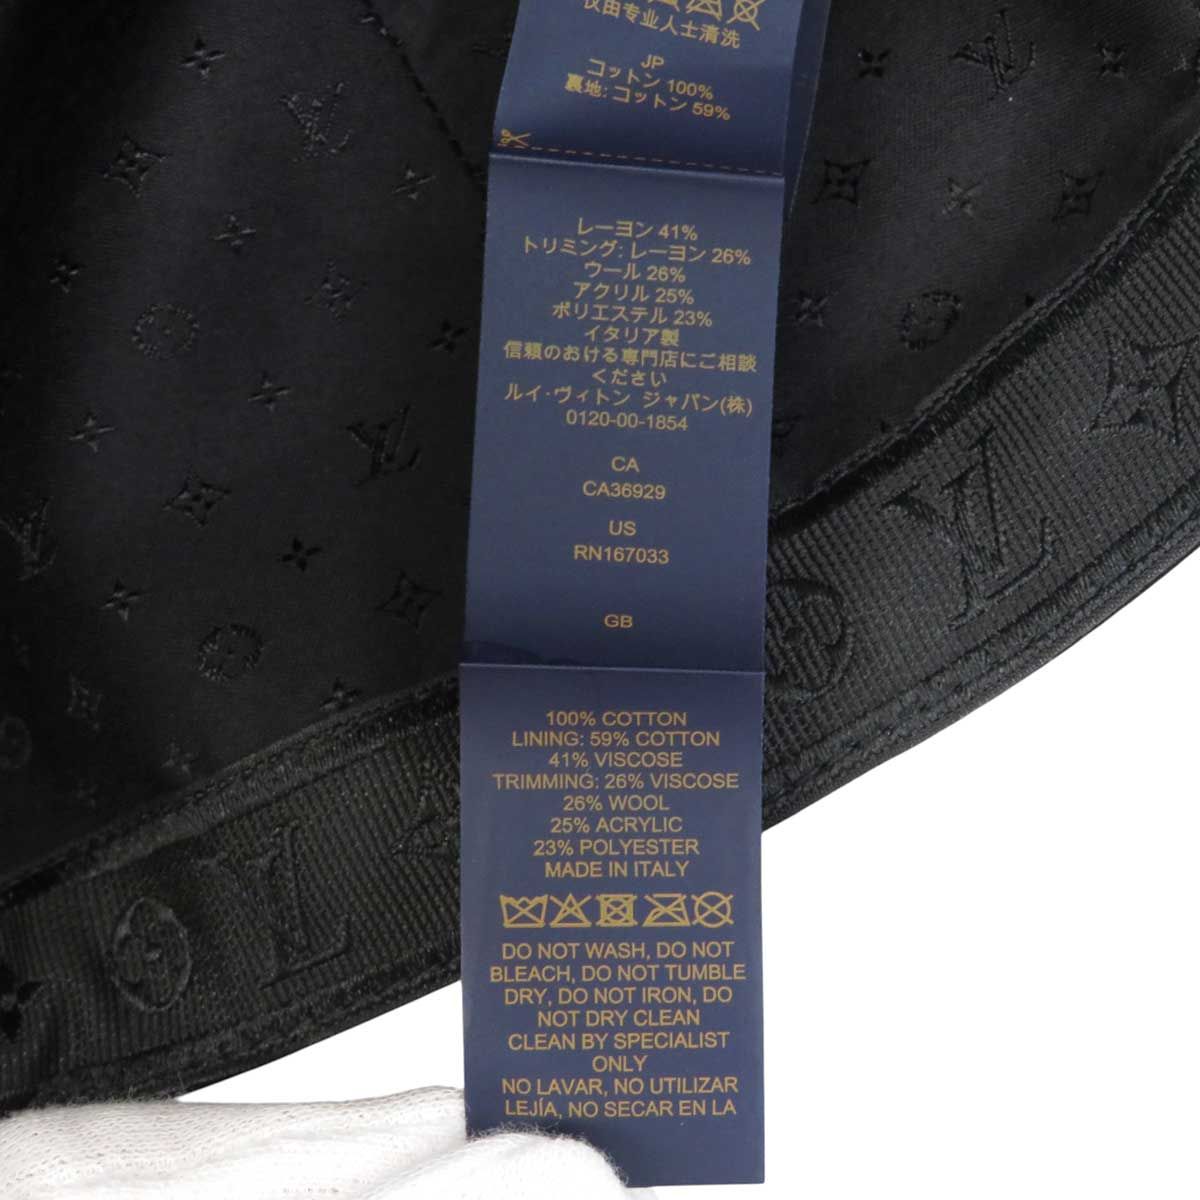 仅由专业人士清洗
JP
コットン 100%
裏地: コットン 59%
レーヨン 41%
トリミング: レーヨン 26%
ウール 26%
アクリル 25%
ポリエステル 23%
イタリア製
信頼のおける専門店にご相談
ください
ルイ・ヴィトン ジャパン(株)
0120-00-1854
CA
CA36929
US
RN167033
GB
100% COTTON
LINING: 59% COTTON
41% VISCOSE
TRIMMING: 26% VISCOSE
26% WOOL
25% ACRYLIC
23% POLYESTER
MADE IN ITALY
DO NOT WASH, DO NOT
BLEACH, DO NOT TUMBLE
DRY, DO NOT IRON, DO
NOT DRY CLEAN
CLEAN BY SPECIALIST
ONLY
NO LAVAR, NO UTILIZAR
LEJÍA, NO SECAR EN LA
LV
LV